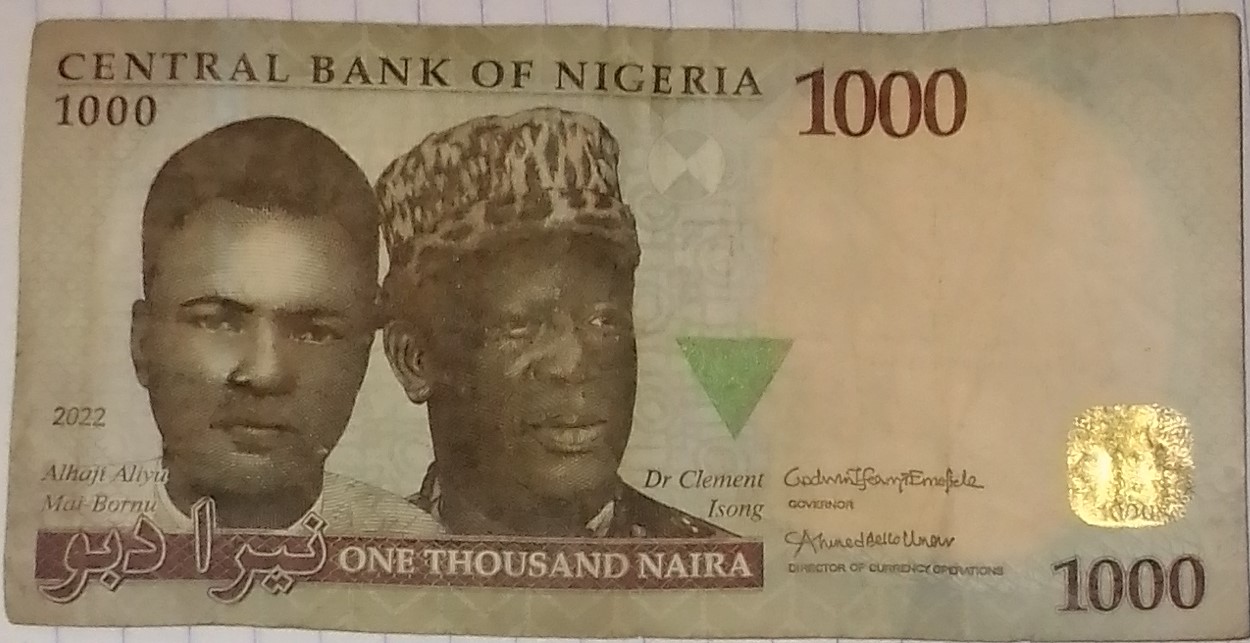 CENTRAL BANK OF NIGERIA
1000
1000
2022
Alhaji Aliyu
Mai-Bornu
Dr Clement
Isong
GodwinIfeanyiEmefiele
GOVERNOR
AhmedBelloUmar
DIRECTOR OF CURRENCY OPERATIONS
نيرا دبو
ONE THOUSAND NAIRA
1000